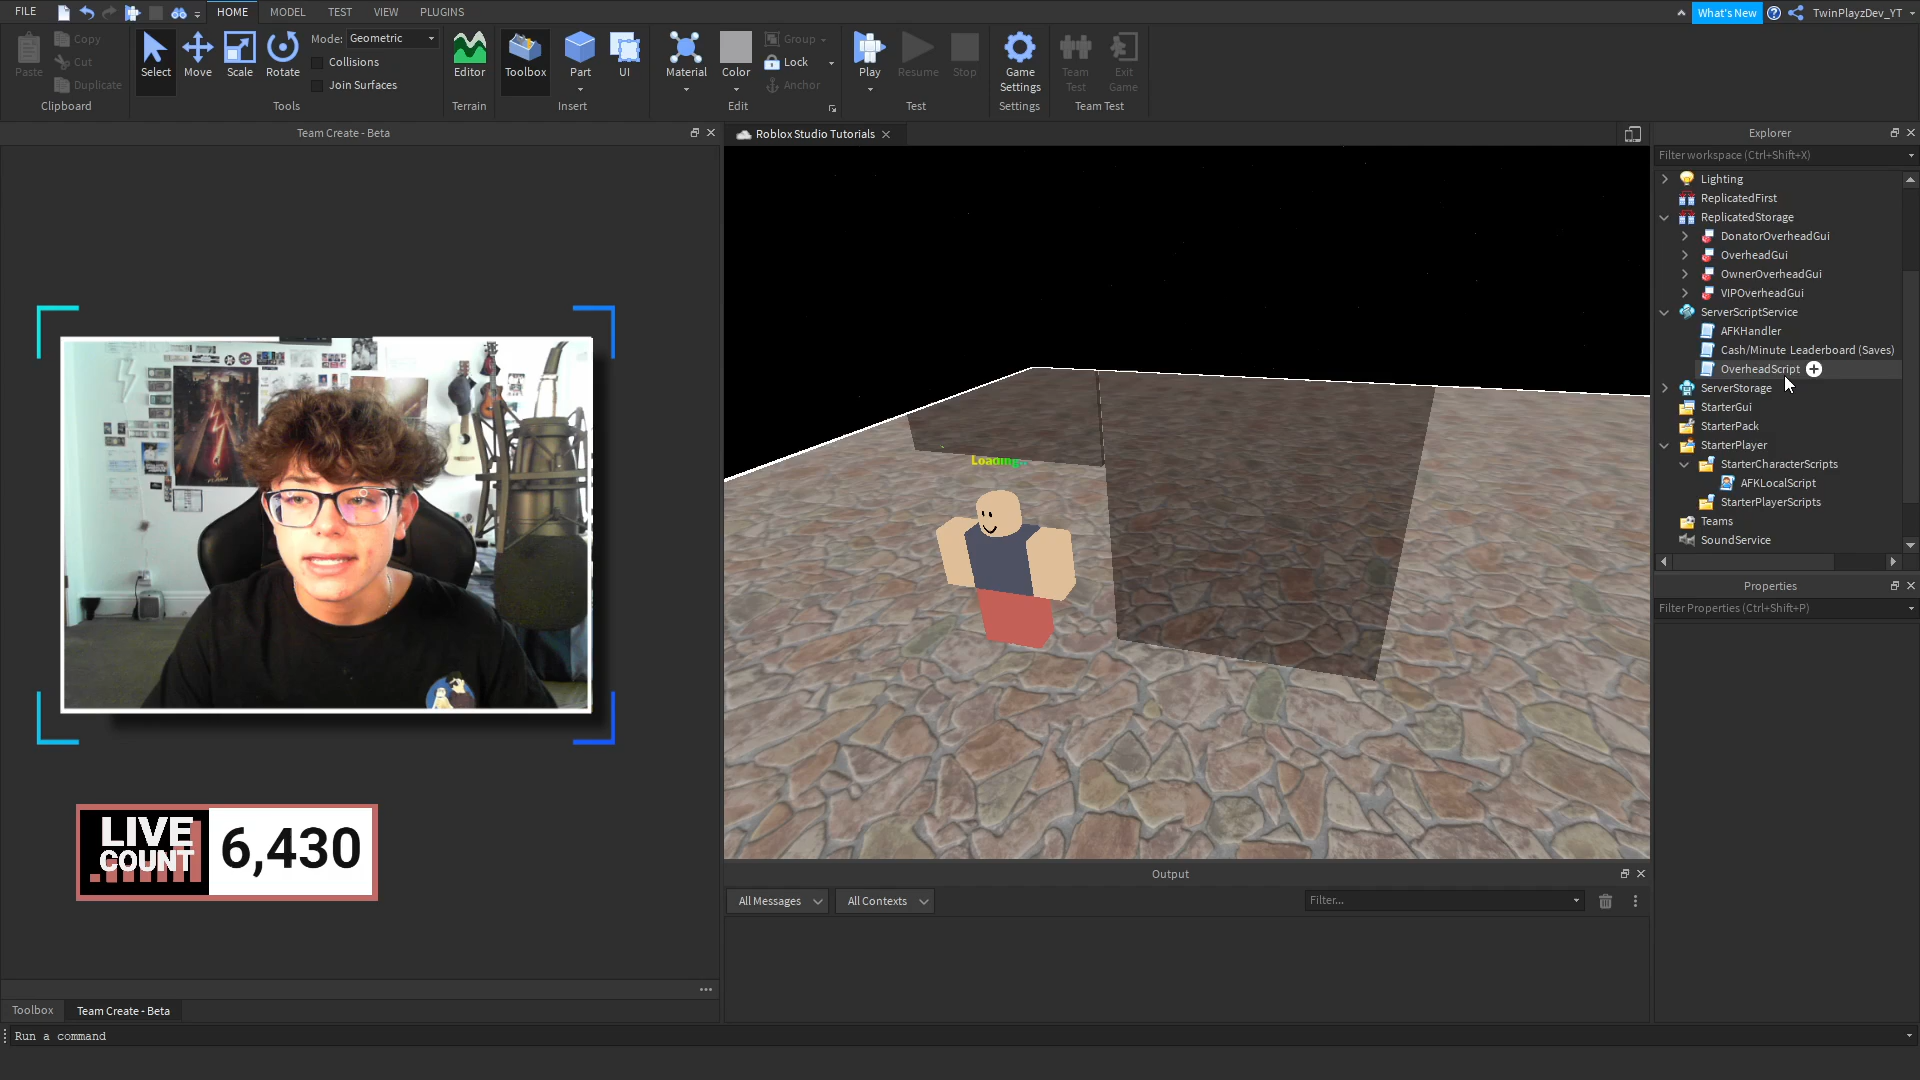 FILE
HOME
MODEL
TEST
VIEW
PLUGINS
What's New
TwinPlayzDev_YT
Paste
Copy
Cut
Duplicate
Clipboard
Select
Move
Scale
Rotate
Mode: Geometric
Collisions
Join Surfaces
Tools
Editor
Terrain
Toolbox
Part
UI
Insert
Material
Color
Group
Lock
Anchor
Edit
Play
Resume
Stop
Test
Game
Settings
Settings
Team
Test
Exit
Game
Team Test
Team Create - Beta
Roblox Studio Tutorials
Loading...
LIVE
COUNT
6,430
Explorer
Filter workspace (Ctrl+Shift+X)
Lighting
ReplicatedFirst
ReplicatedStorage
DonatorOverheadGui
OverheadGui
OwnerOverheadGui
VIPOverheadGui
ServerScriptService
AFKHandler
Cash/Minute Leaderboard (Saves)
OverheadScript
ServerStorage
StarterGui
StarterPack
StarterPlayer
StarterCharacterScripts
AFKLocalScript
StarterPlayerScripts
Teams
SoundService
Properties
Filter Properties (Ctrl+Shift+P)
Output
All Messages
All Contexts
Filter...
Toolbox
Team Create - Beta
Run a command